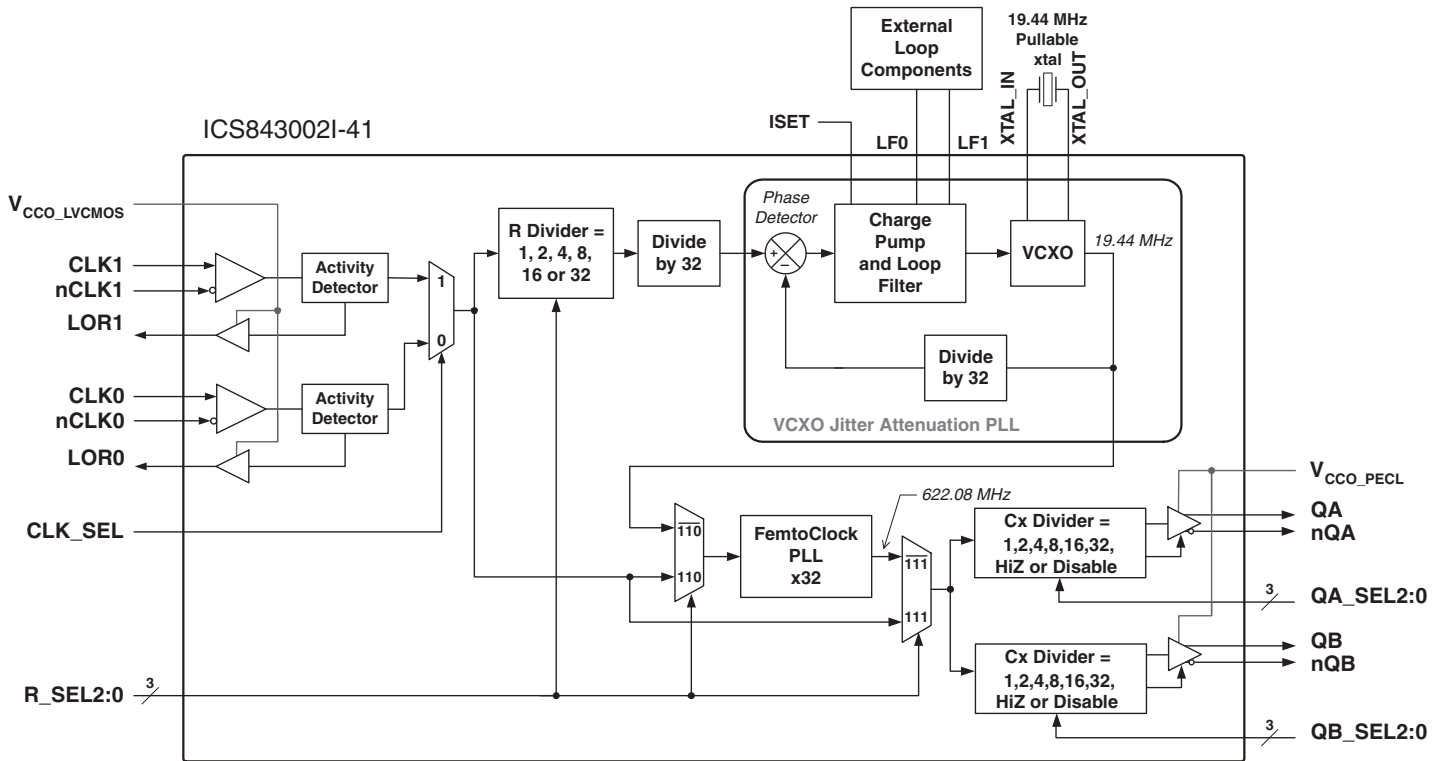 External
Loop
Components
19.44 MHz
Pullable
xtal
XTAL_IN
XTAL_OUT
ISET
LF0
LF1
ICS843002I-41
VCCO_LVCMOS
CLK1
nCLK1
LOR1
CLK0
nCLK0
LOR0
CLK_SEL
R_SEL2:0
3
Activity
Detector
Activity
Detector
1
0
R Divider =
1, 2, 4, 8,
16 or 32
Divide
by 32
Phase
Detector
+
−
Charge
Pump
and Loop
Filter
VCXO
19.44 MHz
Divide
by 32
VCXO Jitter Attenuation PLL
110
110
FemtoClock
PLL
x32
622.08 MHz
111
111
Cx Divider =
1,2,4,8,16,32,
HiZ or Disable
Cx Divider =
1,2,4,8,16,32,
HiZ or Disable
VCCO_PECL
QA
nQA
3
QA_SEL2:0
QB
nQB
3
QB_SEL2:0